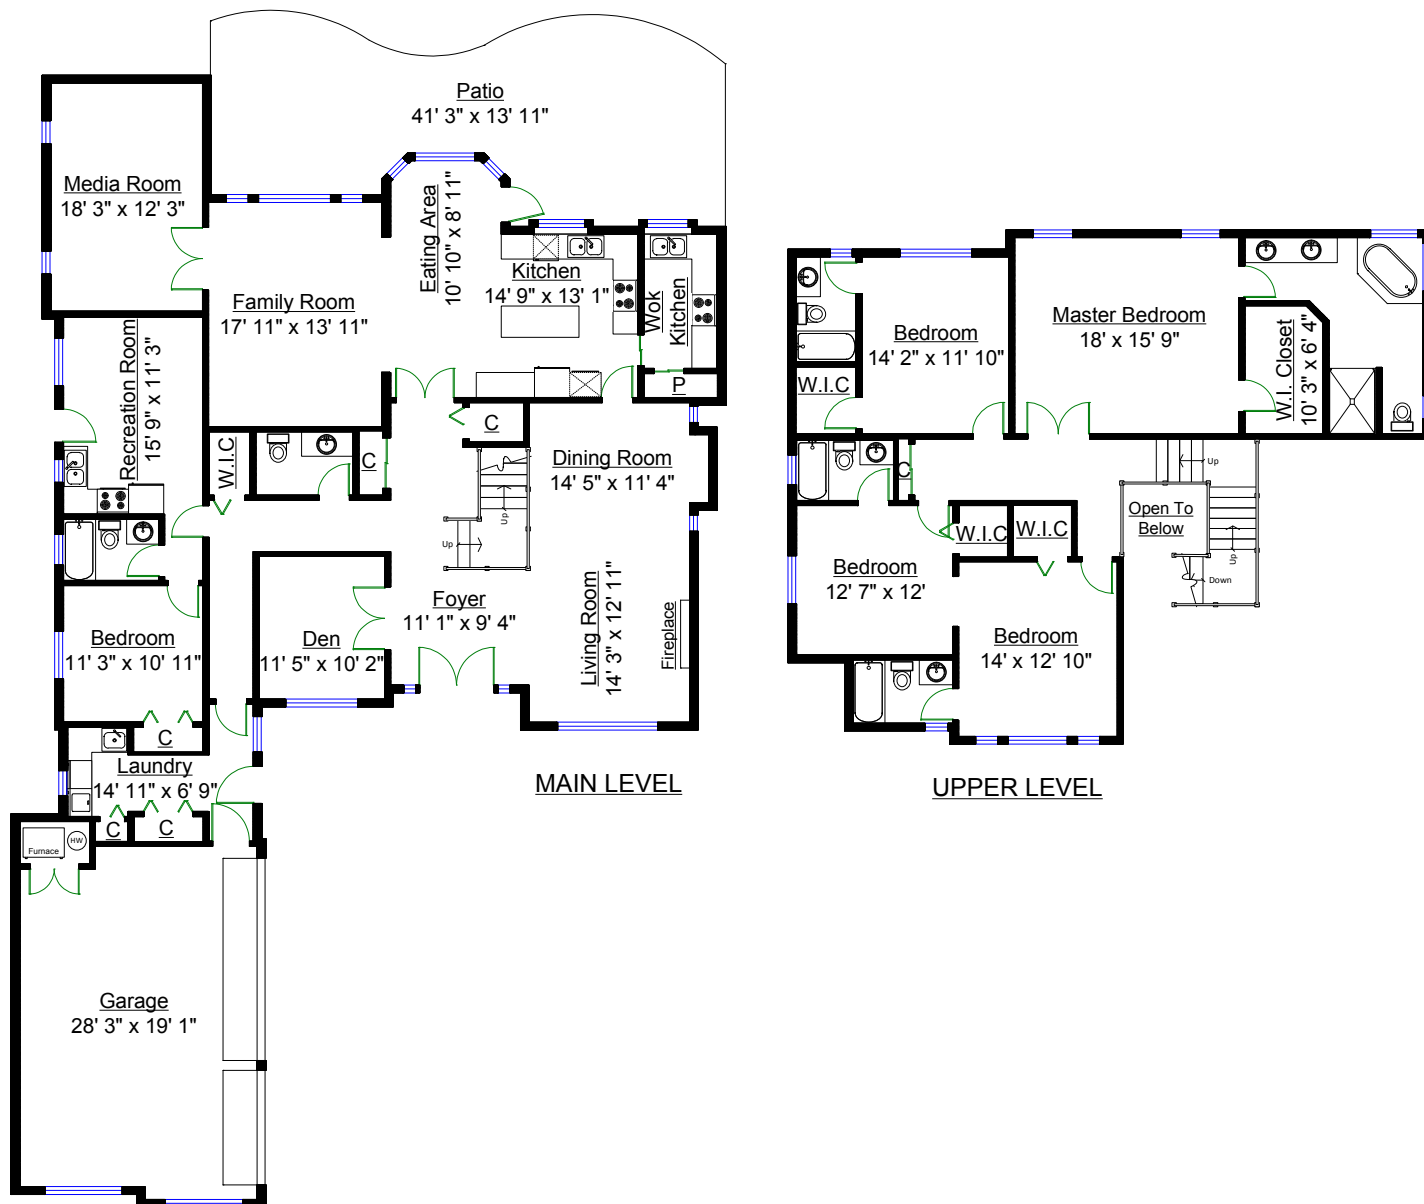 Patio
41' 3" x 13' 11"
Media Room
18' 3" x 12' 3"
Eating Area
10' 10" x 8' 11"
Kitchen
14' 9" x 13' 1"
Wok
Kitchen
Family Room
17' 11" x 13' 11"
P
Recreation Room
15' 9" x 11' 3"
W.I.C
C
C
Dining Room
14' 5" x 11' 4"
Up
Up
Foyer
11' 1" x 9' 4"
Living Room
14' 3" x 12' 11"
Fireplace
Bedroom
11' 3" x 10' 11"
Den
11' 5" x 10' 2"
C
Laundry
14' 11" x 6' 9"
C
C
Furnace
HW
Garage
28' 3" x 19' 1"
MAIN LEVEL
Bedroom
14' 2" x 11' 10"
Master Bedroom
18' x 15' 9"
W.I. Closet
10' 3" x 6' 4"
W.I.C
C
Up
Open To
Below
Up
Down
W.I.C
W.I.C
Bedroom
12' 7" x 12'
Bedroom
14' x 12' 10"
UPPER LEVEL